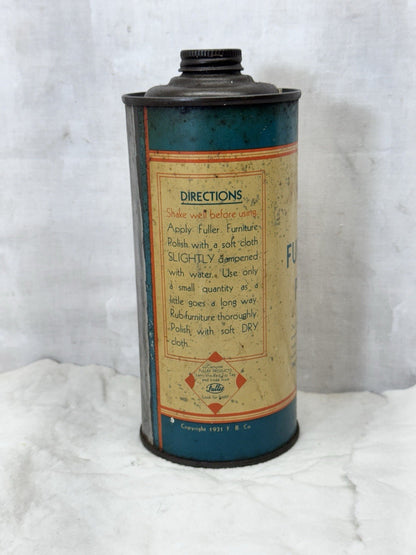 DIRECTIONS
Shake well before using.
Apply Fuller Furniture
Polish with a soft cloth
SLIGHTLY dampened
with water. Use only
a small quantity as a
little goes a long way.
Rub furniture thoroughly.
Polish with soft DRY
cloth.
FULLER PRODUCTS
Fuller
Copyright 1931 F B Co
FU